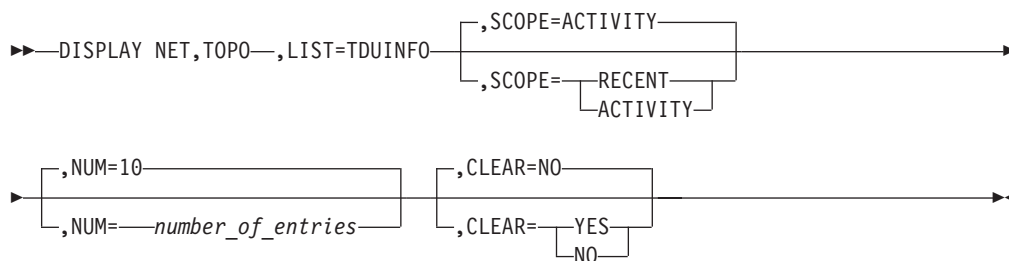 ,SCOPE=ACTIVITY
DISPLAY NET,TOPO ,LIST=TDUINFO
,SCOPE= RECENT
ACTIVITY
,NUM=10 ,CLEAR=NO
,NUM= number_of_entries ,CLEAR= YES
NO